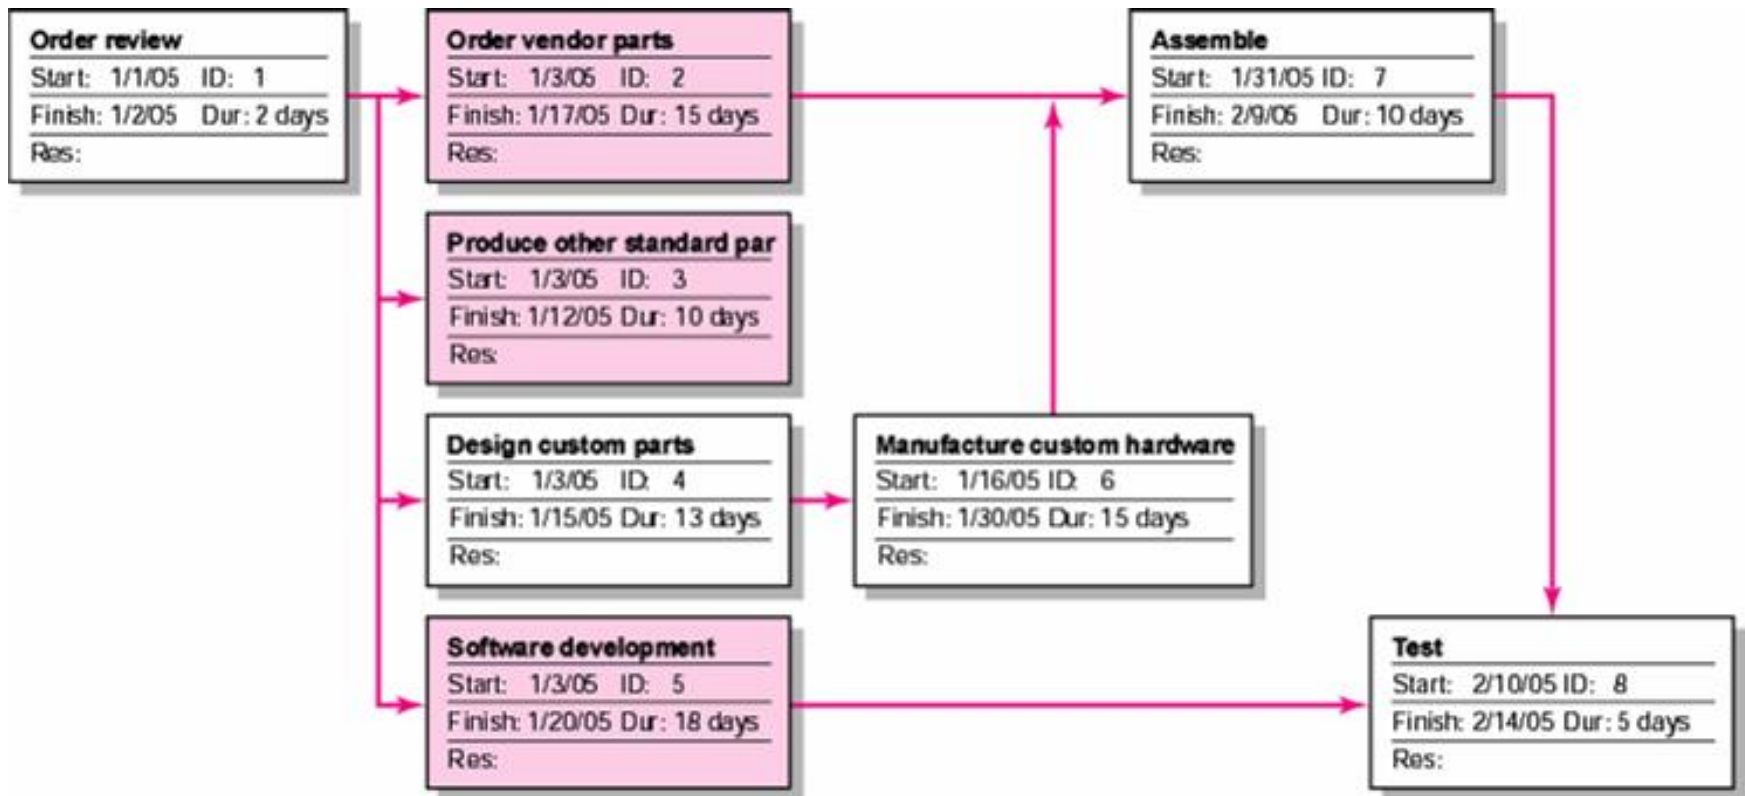 Order review
Start: 1/1/05 ID: 1
Finish: 1/2/05 Dur: 2 days
Res:
Order vendor parts
Start: 1/3/05 ID: 2
Finish: 1/17/05 Dur: 15 days
Res:
Assemble
Start: 1/31/05 ID: 7
Finish: 2/9/05 Dur: 10 days
Res:
Produce other standard par
Start: 1/3/05 ID: 3
Finish: 1/12/05 Dur: 10 days
Res:
Design custom parts
Start: 1/3/05 ID: 4
Finish: 1/15/05 Dur: 13 days
Res:
Manufacture custom hardware
Start: 1/16/05 ID: 6
Finish: 1/30/05 Dur: 15 days
Res:
Software development
Start: 1/3/05 ID: 5
Finish: 1/20/05 Dur: 18 days
Res:
Test
Start: 2/10/05 ID: 8
Finish: 2/14/05 Dur: 5 days
Res: